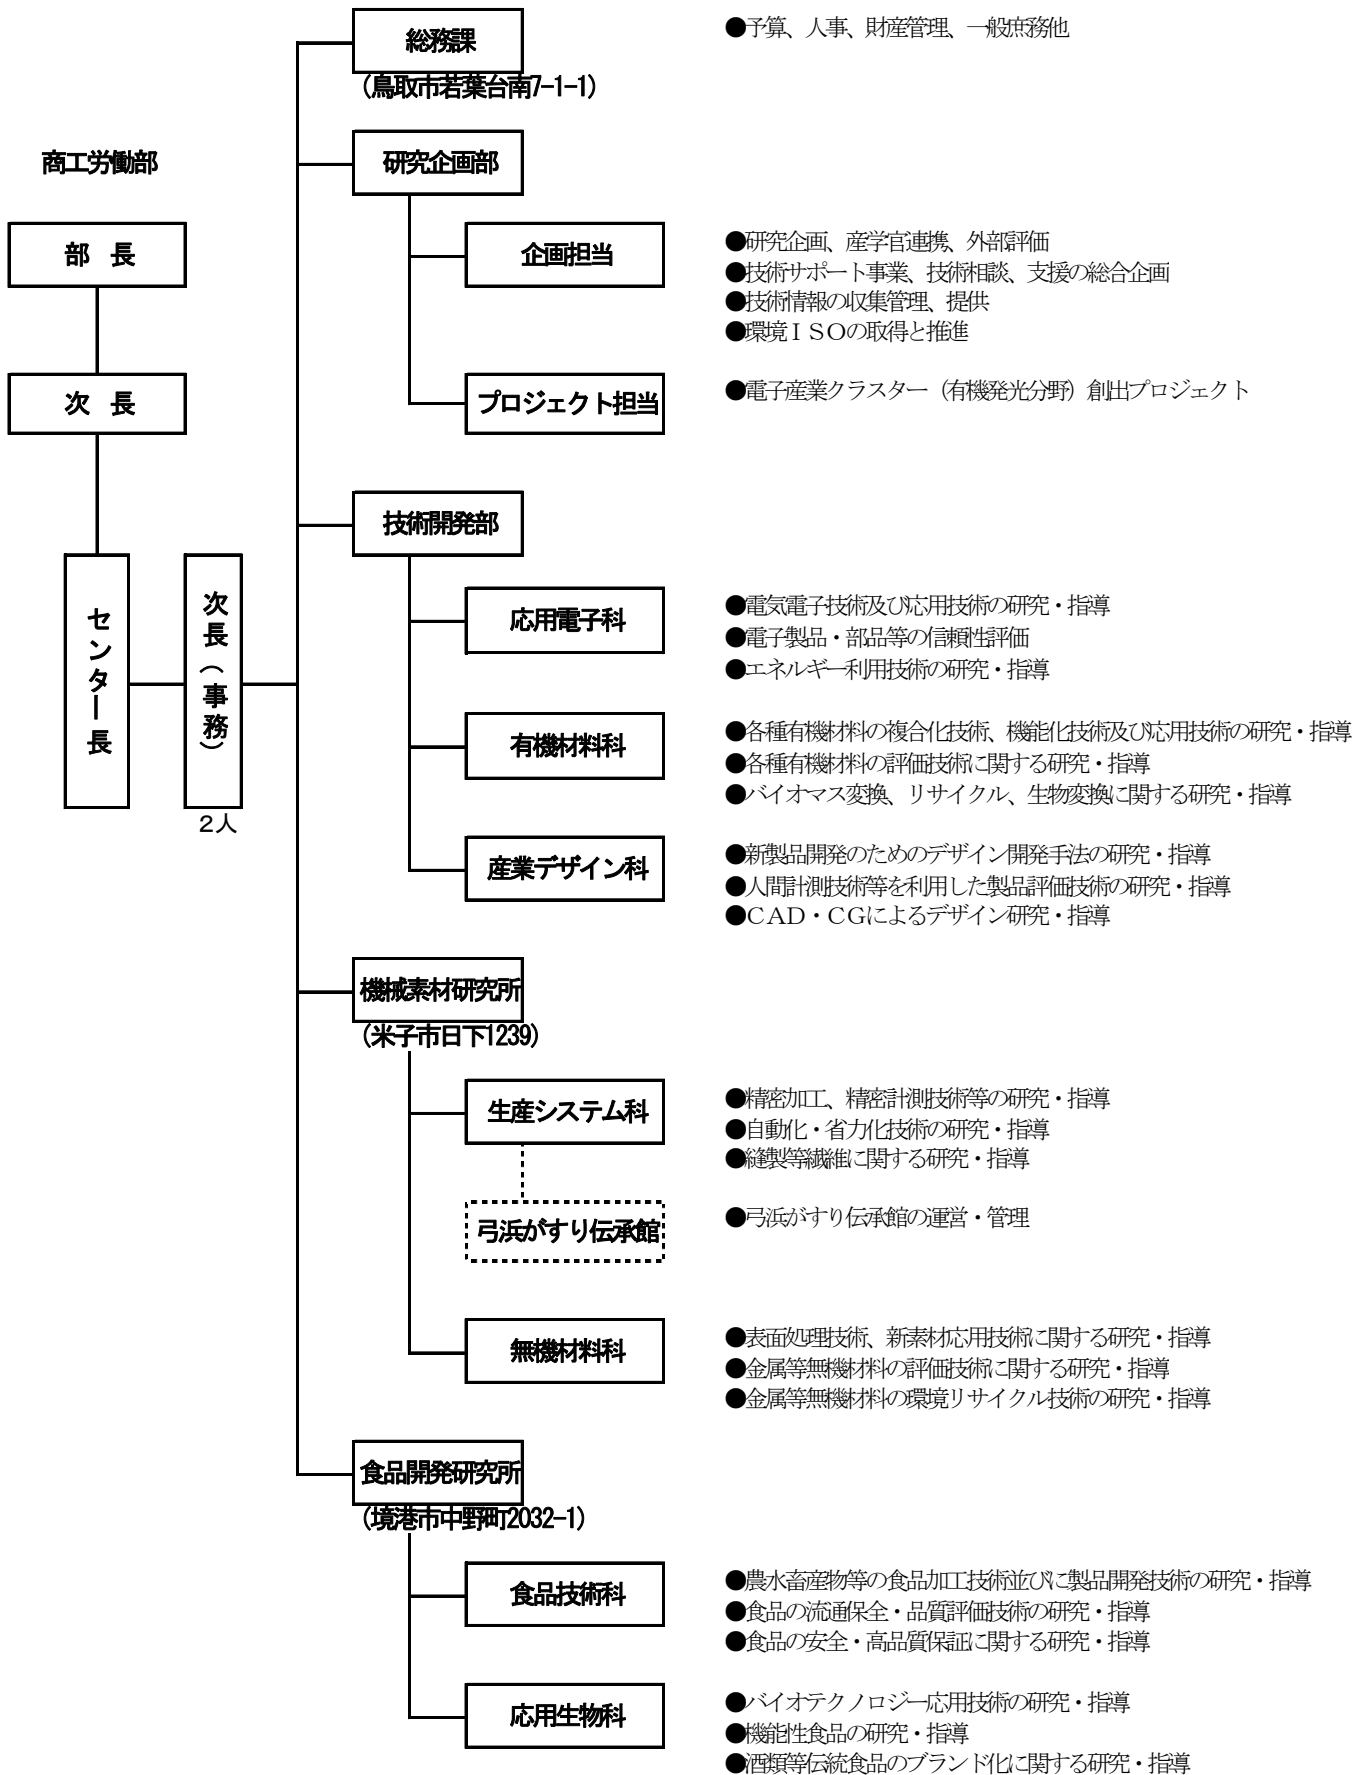 総務課
(鳥取市若葉台南7-1-1)
●予算、人事、財産管理、一般庶務他
商工労働部
部　長
次　長
センター長
次長(事務)
2人
研究企画部
企画担当
●研究企画、産学官連携、外部評価
●技術サポート事業、技術相談、支援の総合企画
●技術情報の収集管理、提供
●環境ＩＳＯの取得と推進
プロジェクト担当
●電子産業クラスター（有機発光分野）創出プロジェクト
技術開発部
応用電子科
●電気電子技術及び応用技術の研究・指導
●電子製品・部品等の信頼性評価
●エネルギー利用技術の研究・指導
有機材料科
●各種有機材料の複合化技術、機能化技術及び応用技術の研究・指導
●各種有機材料の評価技術に関する研究・指導
●バイオマス変換、リサイクル、生物変換に関する研究・指導
産業デザイン科
●新製品開発のためのデザイン開発手法の研究・指導
●人間計測技術等を利用した製品評価技術の研究・指導
●ＣＡＤ・ＣＧによるデザイン研究・指導
機械素材研究所
(米子市日下1239)
生産システム科
●精密加工、精密計測技術等の研究・指導
●自動化・省力化技術の研究・指導
●縫製等繊維に関する研究・指導
弓浜がすり伝承館
●弓浜がすり伝承館の運営・管理
無機材料科
●表面処理技術、新素材応用技術に関する研究・指導
●金属等無機材料の評価技術に関する研究・指導
●金属等無機材料の環境リサイクル技術の研究・指導
食品開発研究所
(境港市中野町2032-1)
食品技術科
●農水畜産物等の食品加工技術並びに製品開発技術の研究・指導
●食品の流通保全・品質評価技術の研究・指導
●食品の安全・高品質保証に関する研究・指導
応用生物科
●バイオテクノロジー応用技術の研究・指導
●機能性食品の研究・指導
●酒類等伝統食品のブランド化に関する研究・指導